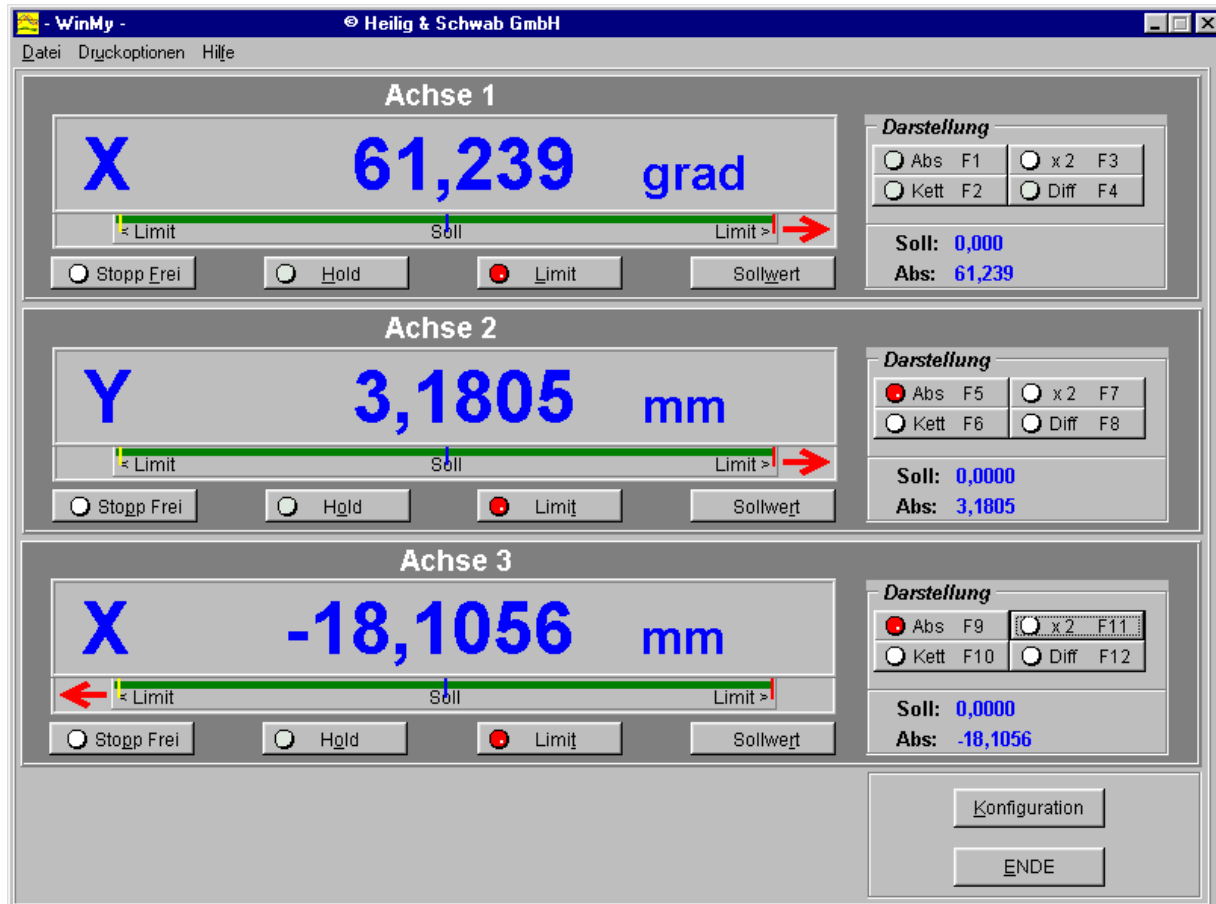 - WinMy - © Heilig & Schwab GmbH
Datei Druckoptionen Hilfe
Achse 1
X 61,239 grad
< Limit Soll Limit >
Stopp Frei Hold Limit Sollwert
Darstellung
Abs F1 x 2 F3
Kett F2 Diff F4
Soll: 0,000
Abs: 61,239
Achse 2
Y 3,1805 mm
< Limit Soll Limit >
Stopp Frei Hold Limit Sollwert
Darstellung
Abs F5 x 2 F7
Kett F6 Diff F8
Soll: 0,0000
Abs: 3,1805
Achse 3
X -18,1056 mm
< Limit Soll Limit >
Stopp Frei Hold Limit Sollwert
Darstellung
Abs F9 x 2 F11
Kett F10 Diff F12
Soll: 0,0000
Abs: -18,1056
Konfiguration
ENDE